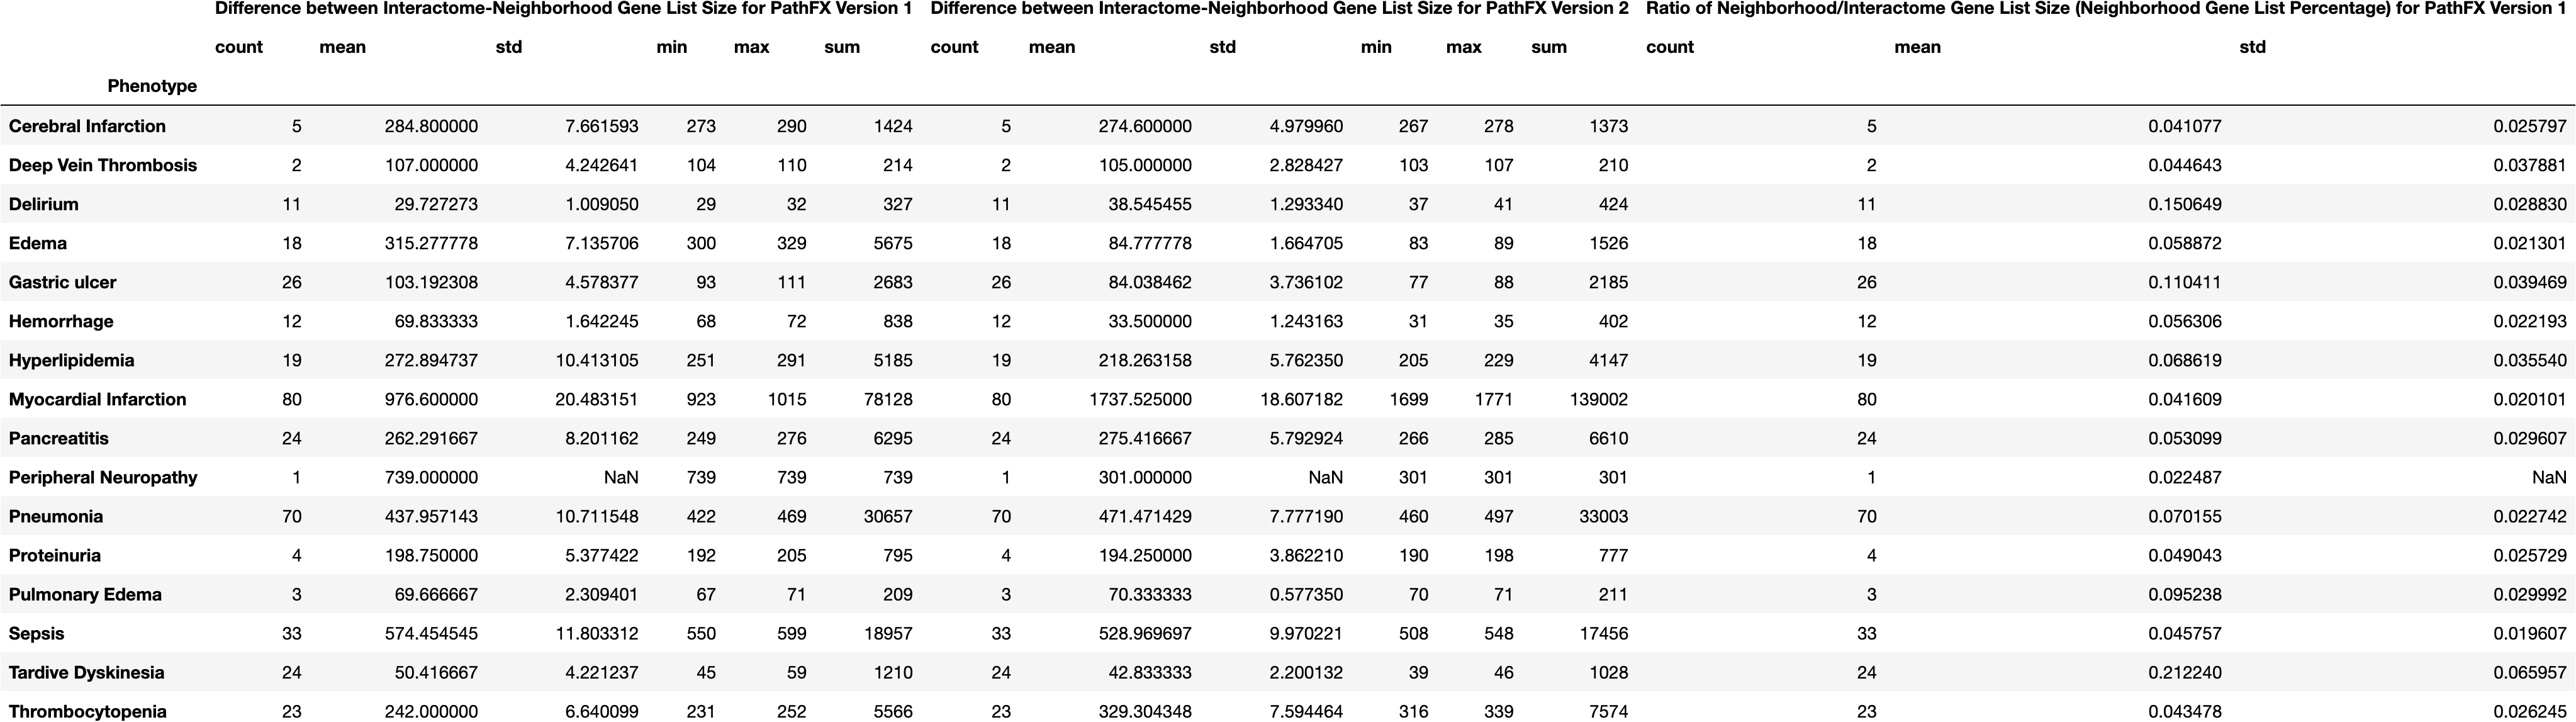 Difference between Interactome-Neighborhood Gene List Size for PathFX Version 1 Difference between Interactome-Neighborhood Gene List Size for PathFX Version 2 Ratio of Neighborhood/Interactome Gene List Size (Neighborhood Gene List Percentage) for PathFX Version 1
count mean std min max sum count mean std min max sum count mean std
Phenotype
Cerebral Infarction 5 284.800000 7.661593 273 290 1424 5 274.600000 4.979960 267 278 1373 5 0.041077 0.025797
Deep Vein Thrombosis 2 107.000000 4.242641 104 110 214 2 105.000000 2.828427 103 107 210 2 0.044643 0.037881
Delirium 11 29.727273 1.009050 29 32 327 11 38.545455 1.293340 37 41 424 11 0.150649 0.028830
Edema 18 315.277778 7.135706 300 329 5675 18 84.777778 1.664705 83 89 1526 18 0.058872 0.021301
Gastric ulcer 26 103.192308 4.578377 93 111 2683 26 84.038462 3.736102 77 88 2185 26 0.110411 0.039469
Hemorrhage 12 69.833333 1.642245 68 72 838 12 33.500000 1.243163 31 35 402 12 0.056306 0.022193
Hyperlipidemia 19 272.894737 10.413105 251 291 5185 19 218.263158 5.762350 205 229 4147 19 0.068619 0.035540
Myocardial Infarction 80 976.600000 20.483151 923 1015 78128 80 1737.525000 18.607182 1699 1771 139002 80 0.041609 0.020101
Pancreatitis 24 262.291667 8.201162 249 276 6295 24 275.416667 5.792924 266 285 6610 24 0.053099 0.029607
Peripheral Neuropathy 1 739.000000 NaN 739 739 739 1 301.000000 NaN 301 301 301 1 0.022487 NaN
Pneumonia 70 437.957143 10.711548 422 469 30657 70 471.471429 7.777190 460 497 33003 70 0.070155 0.022742
Proteinuria 4 198.750000 5.377422 192 205 795 4 194.250000 3.862210 190 198 777 4 0.049043 0.025729
Pulmonary Edema 3 69.666667 2.309401 67 71 209 3 70.333333 0.577350 70 71 211 3 0.095238 0.029992
Sepsis 33 574.454545 11.803312 550 599 18957 33 528.969697 9.970221 508 548 17456 33 0.045757 0.019607
Tardive Dyskinesia 24 50.416667 4.221237 45 59 1210 24 42.833333 2.200132 39 46 1028 24 0.212240 0.065957
Thrombocytopenia 23 242.000000 6.640099 231 252 5566 23 329.304348 7.594464 316 339 7574 23 0.043478 0.026245